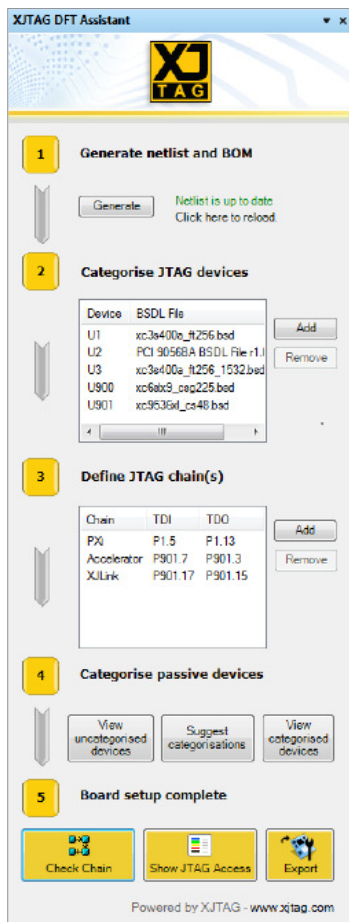 XJTAG DFT Assistant
XJ
TAG
1 Generate netlist and BOM
Generate
Netlist is up to date
Click here to reload.
2 Categorise JTAG devices
Device BSDL File
U1 xc3s400a_ft256.bsd
U2 PCI 9056BA BSDL File r1.
U3 xc3s400a_ft256_1532.bsd
U900 xc6slx9_csg225.bsd
U901 xc9536xl_cs48.bsd
Add
Remove
3 Define JTAG chain(s)
Chain TDI TDO
PXi P1.5 P1.13
Accelerator P901.7 P901.3
XJLink P901.17 P901.15
Add
Remove
4 Categorise passive devices
View
uncategorised
devices
Suggest
categorisations
View
categorised
devices
5 Board setup complete
Check Chain
Show JTAG Access
Export
Powered by XJTAG - www.xjtag.com